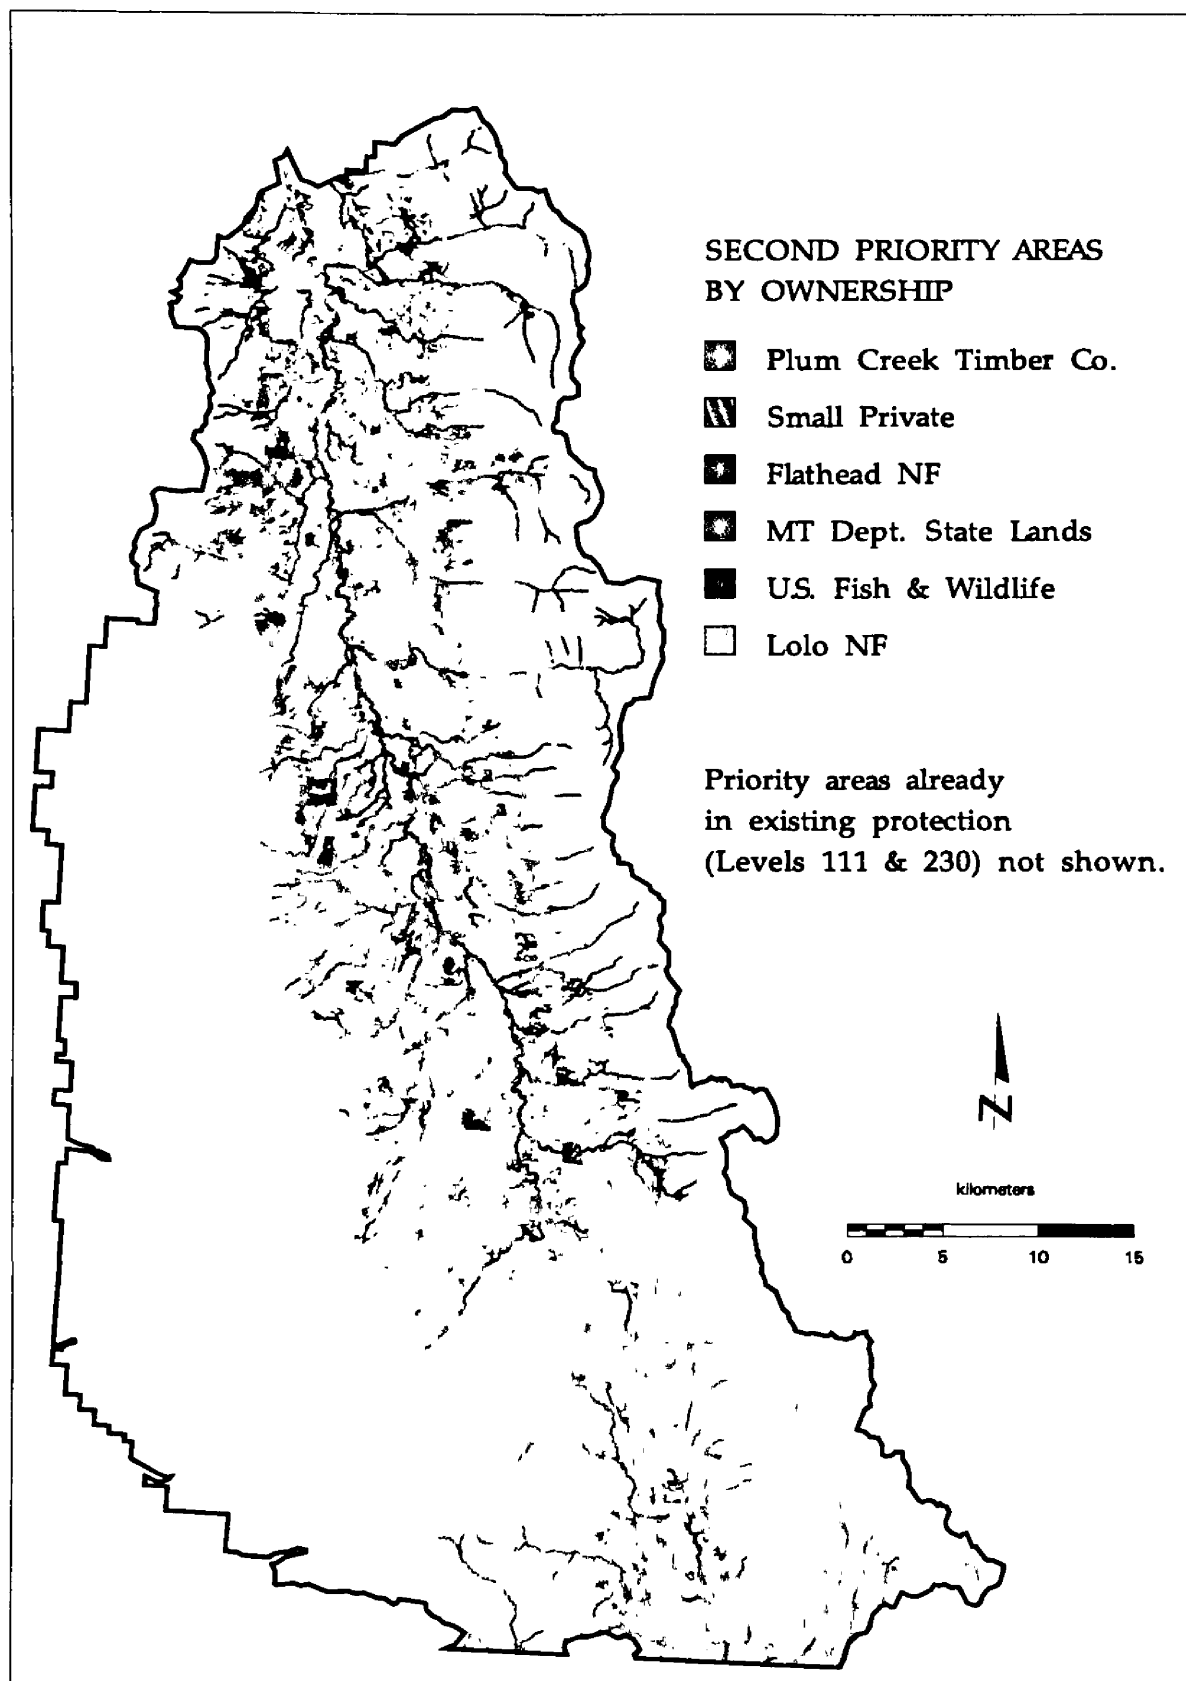 SECOND PRIORITY AREAS
BY OWNERSHIP
Plum Creek Timber Co.
Small Private
Flathead NF
MT Dept. State Lands
U.S. Fish & Wildlife
Lolo NF
Priority areas already
in existing protection
(Levels 111 & 230) not shown.
N
kilometers
0 5 10 15